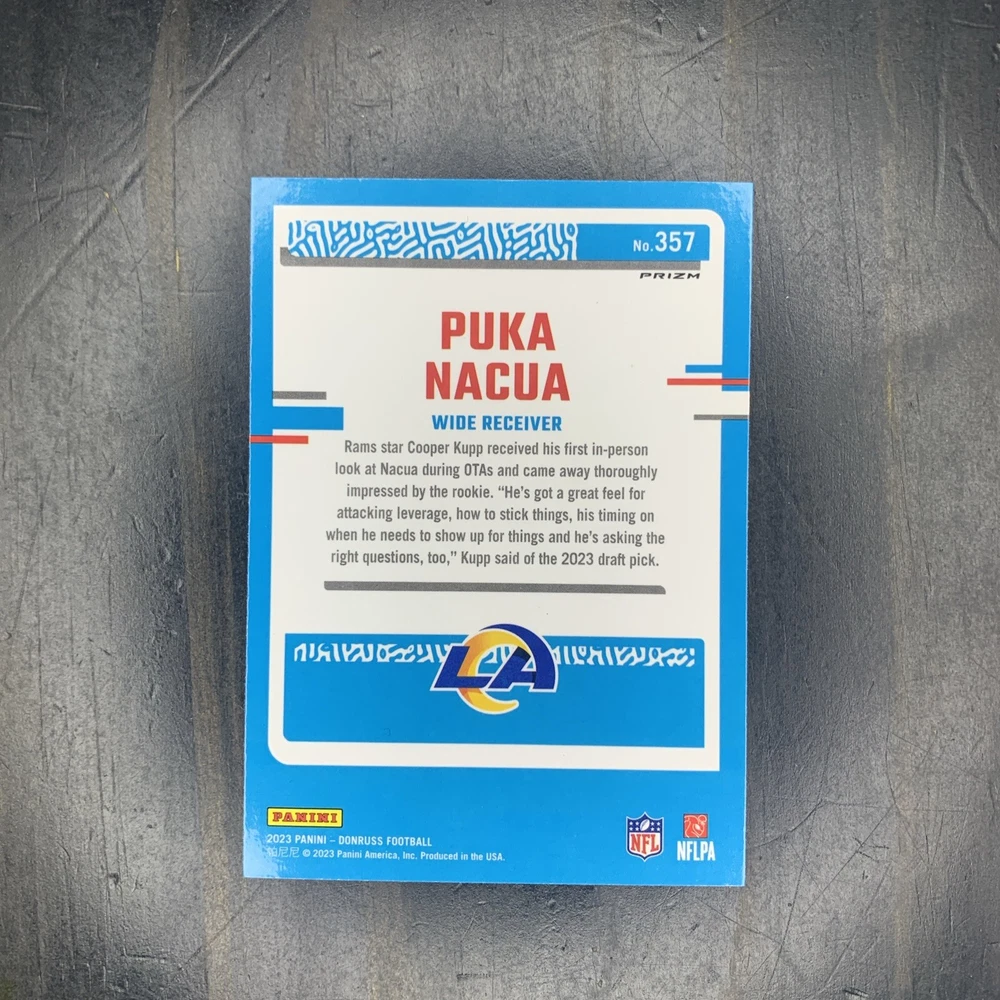 No. 357
PRIZM
PUKA
NACUA
WIDE RECEIVER
Rams star Cooper Kupp received his first in-person
look at Nacua during OTAs and came away thoroughly
impressed by the rookie. “He’s got a great feel for
attacking leverage, how to stick things, his timing on
when he needs to show up for things and he’s asking the
right questions, too,” Kupp said of the 2023 draft pick.
LA
PANINI
2023 PANINI – DONRUSS FOOTBALL
帕尼尼 © 2023 Panini America, Inc. Produced in the USA.
NFL
NFLPA